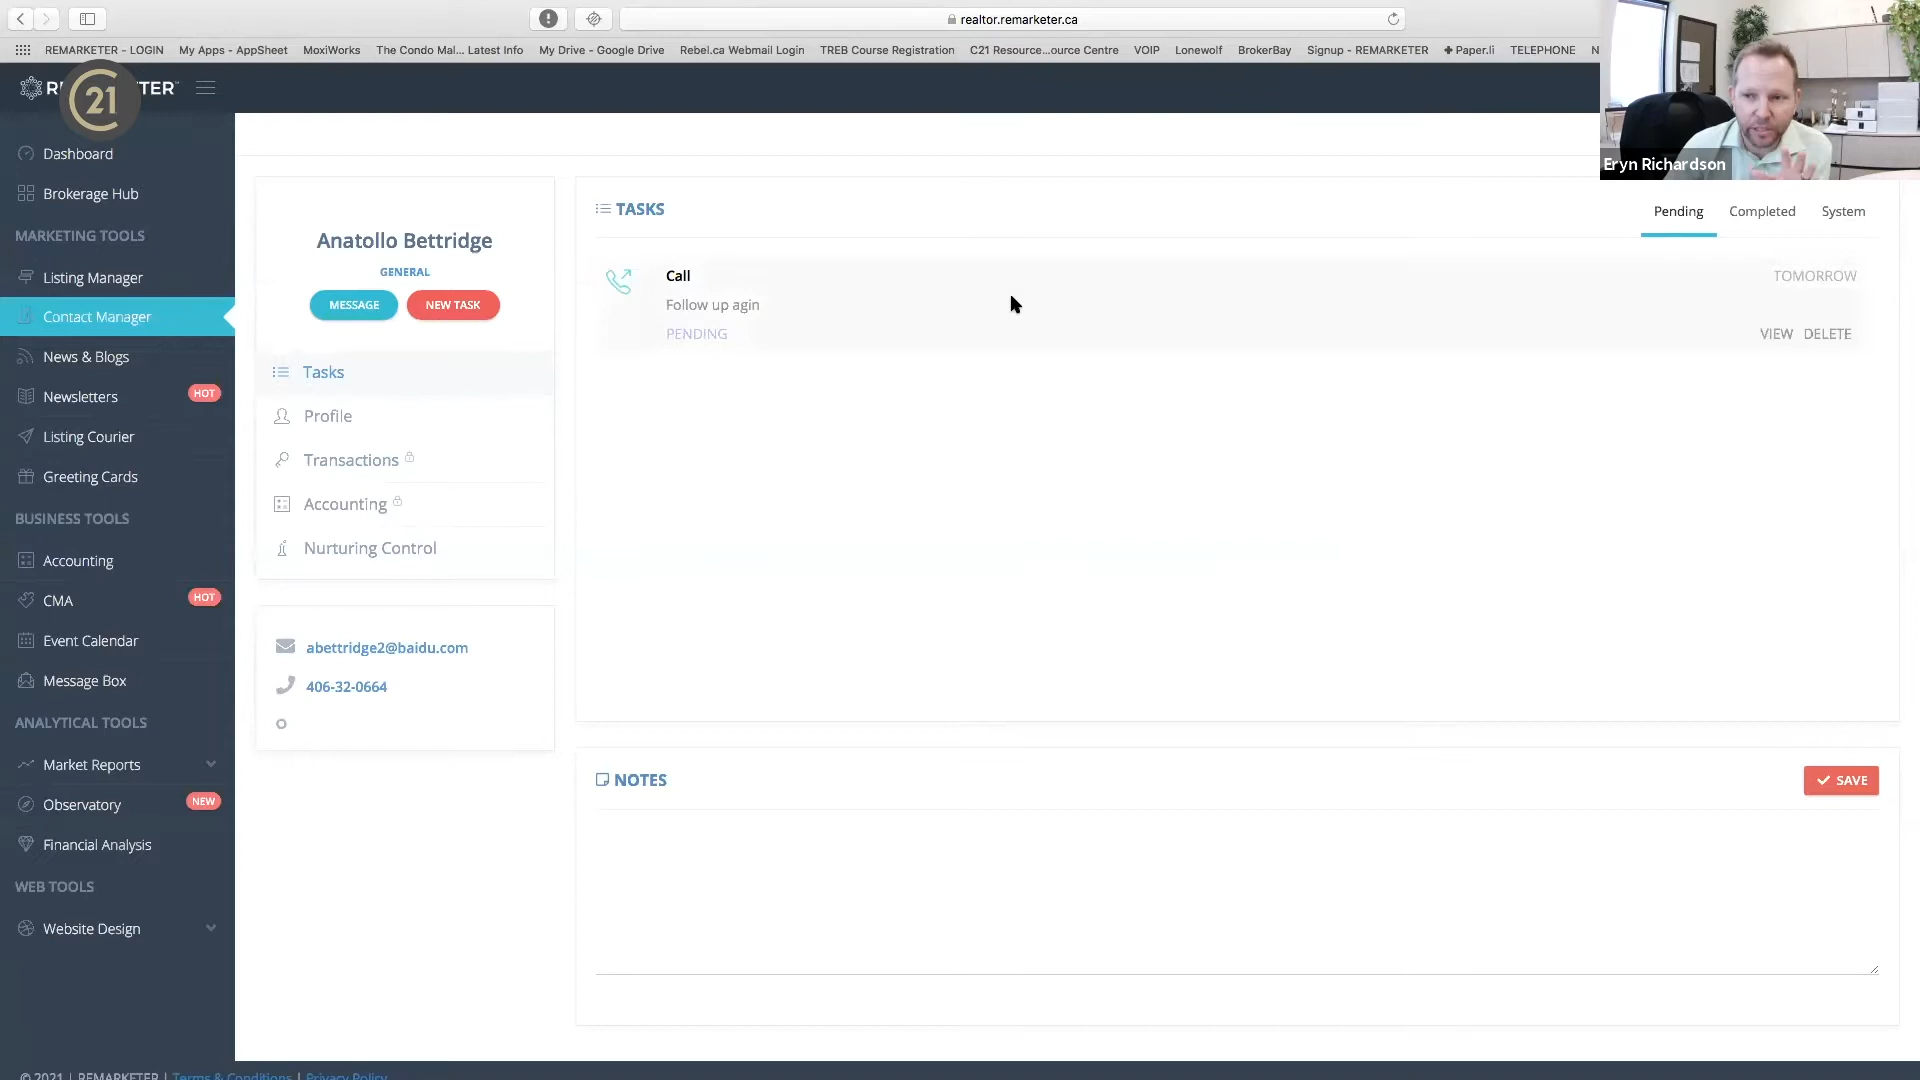 realtor.remarketer.ca
REMARKETER - LOGIN My Apps - AppSheet MoxiWorks The Condo Mal... Latest Info My Drive - Google Drive Rebel.ca Webmail Login TREB Course Registration C21 Resource...ource Centre VOIP Lonewolf BrokerBay Signup - REMARKETER Paper.li TELEPHONE N
21
Eryn Richardson
Dashboard
Brokerage Hub
MARKETING TOOLS
Listing Manager
Contact Manager
News & Blogs
Newsletters HOT
Listing Courier
Greeting Cards
BUSINESS TOOLS
Accounting
CMA HOT
Event Calendar
Message Box
ANALYTICAL TOOLS
Market Reports
Observatory NEW
Financial Analysis
WEB TOOLS
Website Design
Anatollo Bettridge
GENERAL
MESSAGE NEW TASK
Tasks
Profile
Transactions
Accounting
Nurturing Control
abettridge2@baidu.com
406-32-0664
TASKS
Pending Completed System
Call TOMORROW
Follow up agin
PENDING VIEW DELETE
NOTES SAVE
© 2021 | REMARKETER | Terms & Conditions | Privacy Policy